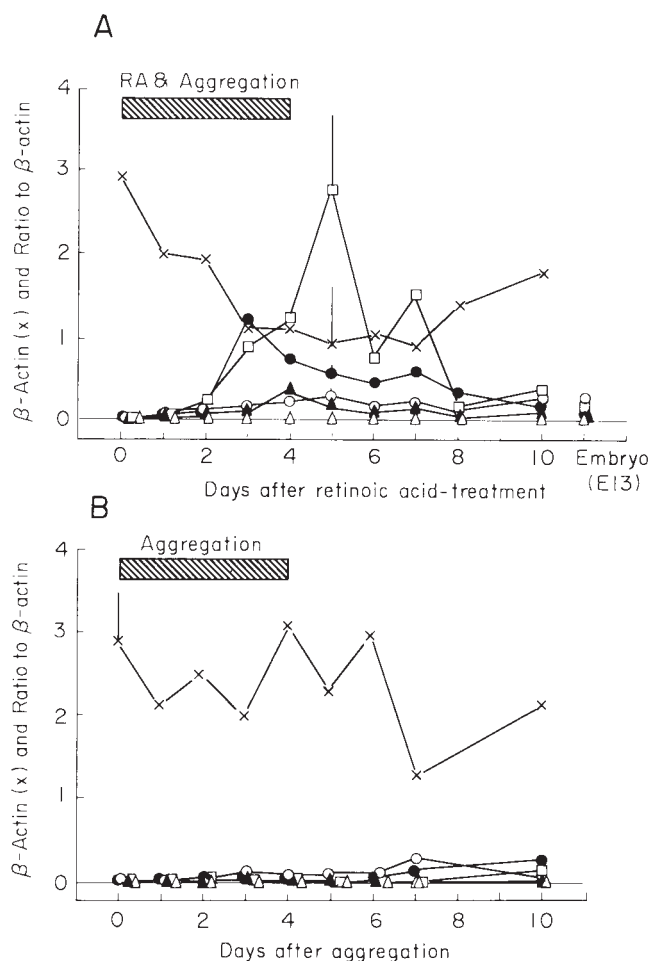 A
RA & Aggregation
β-Actin (x) and Ratio to β-actin
4
3
2
1
0
0 2 4 6 8 10 Embryo
(E13)
Days after retinoic acid-treatment
B
Aggregation
β-Actin (x) and Ratio to β-actin
4
3
2
1
0
0 2 4 6 8 10
Days after aggregation